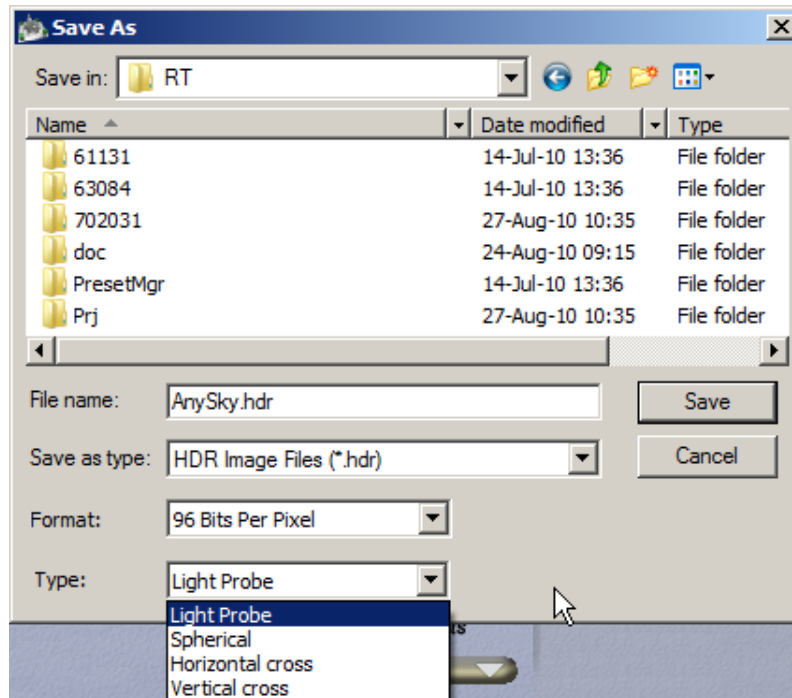 Save As
Save in: RT
Name Date modified Type
61131 14-Jul-10 13:36 File folder
63084 14-Jul-10 13:36 File folder
702031 27-Aug-10 10:35 File folder
doc 24-Aug-10 09:15 File folder
PresetMgr 14-Jul-10 13:36 File folder
Prj 27-Aug-10 10:35 File folder
File name: AnySky.hdr Save
Save as type: HDR Image Files (*.hdr) Cancel
Format: 96 Bits Per Pixel
Type: Light Probe
Light Probe
Spherical
Horizontal cross
Vertical cross